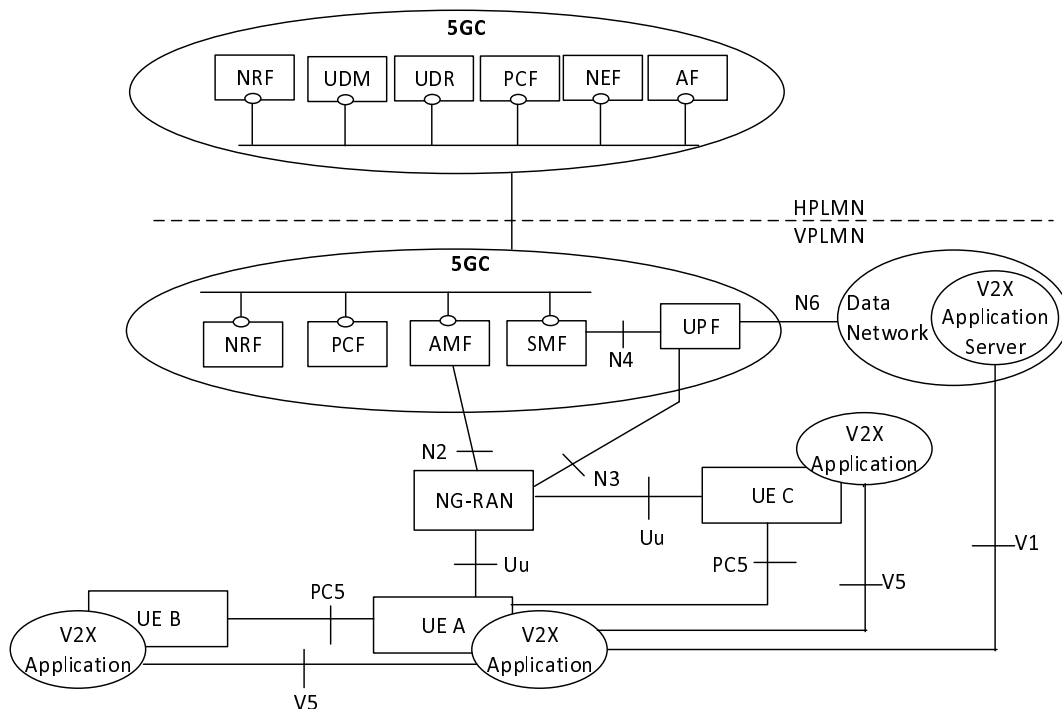 5GC
NRF
UDM
UDR
PCF
NEF
AF
HPLMN
VPLMN
5GC
NRF
PCF
AMF
SMF
N4
UPF
N6
Data
Network
V2X
Application
Server
N2
N3
NG-RAN
Uu
UE C
V2X
Application
Uu
PC5
V5
V1
UE B
V2X
Application
PC5
UE A
V2X
Application
V5